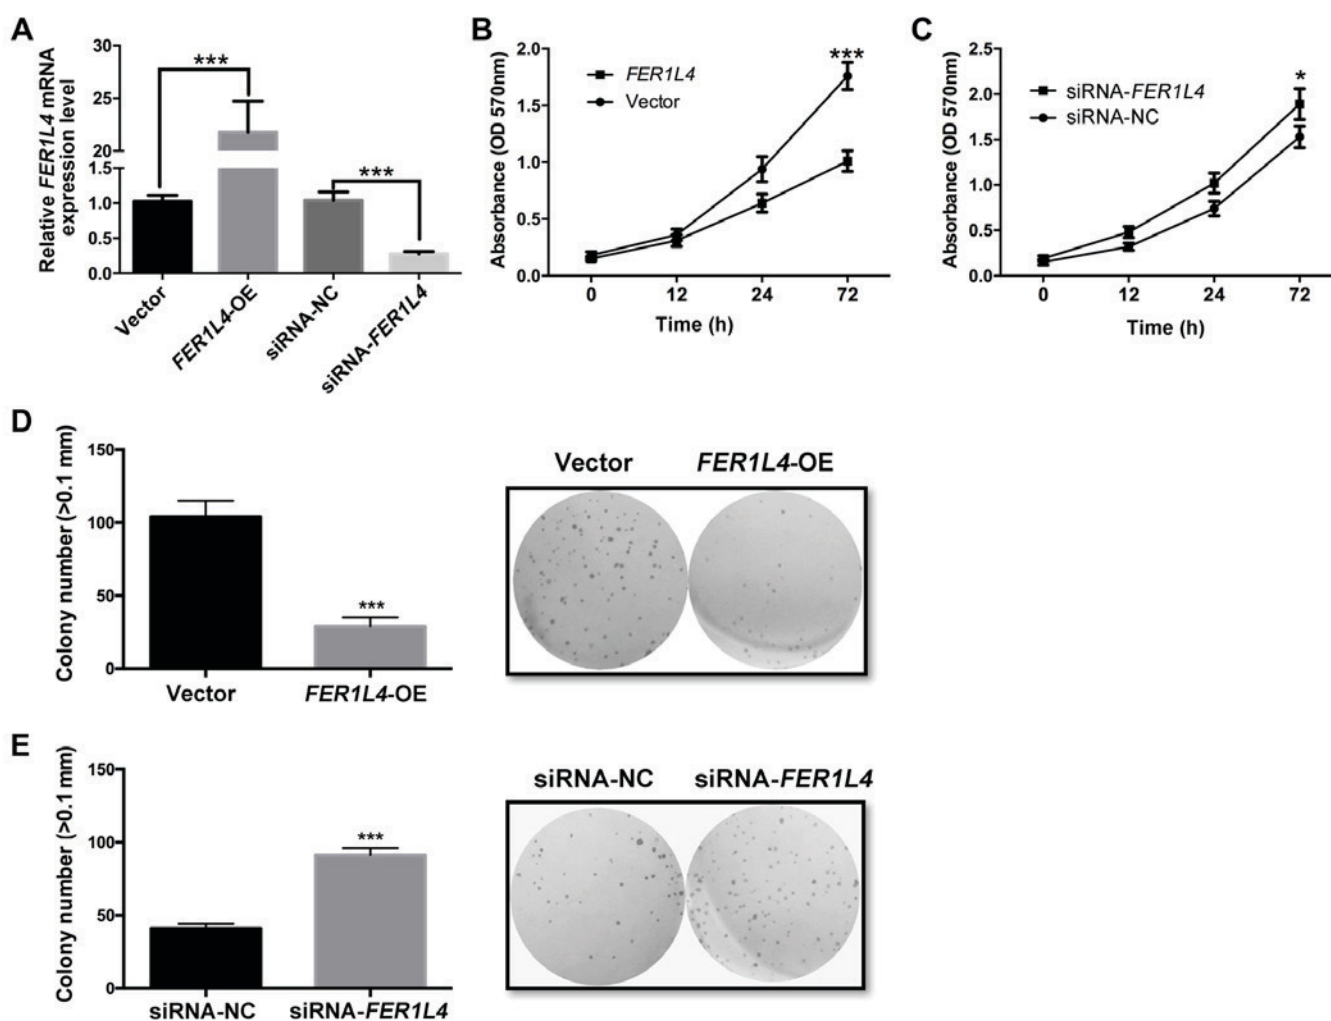 A
Relative FER1L4 mRNA
expression level
30
25
20
1.5
1.0
0.5
0.0
***
***
Vector
FER1L4-OE
siRNA-NC
siRNA-FER1L4
B
Absorbance (OD 570nm)
2.0
1.5
1.0
0.5
0.0
FER1L4
Vector
***
0 12 24 72
Time (h)
C
Absorbance (OD 570nm)
2.5
2.0
1.5
1.0
0.5
0.0
siRNA-FER1L4
siRNA-NC
*
0 12 24 72
Time (h)
D
Colony number (>0.1 mm)
150
100
50
0
***
Vector FER1L4-OE
Vector FER1L4-OE
E
Colony number (>0.1 mm)
150
100
50
0
***
siRNA-NC siRNA-FER1L4
siRNA-NC siRNA-FER1L4